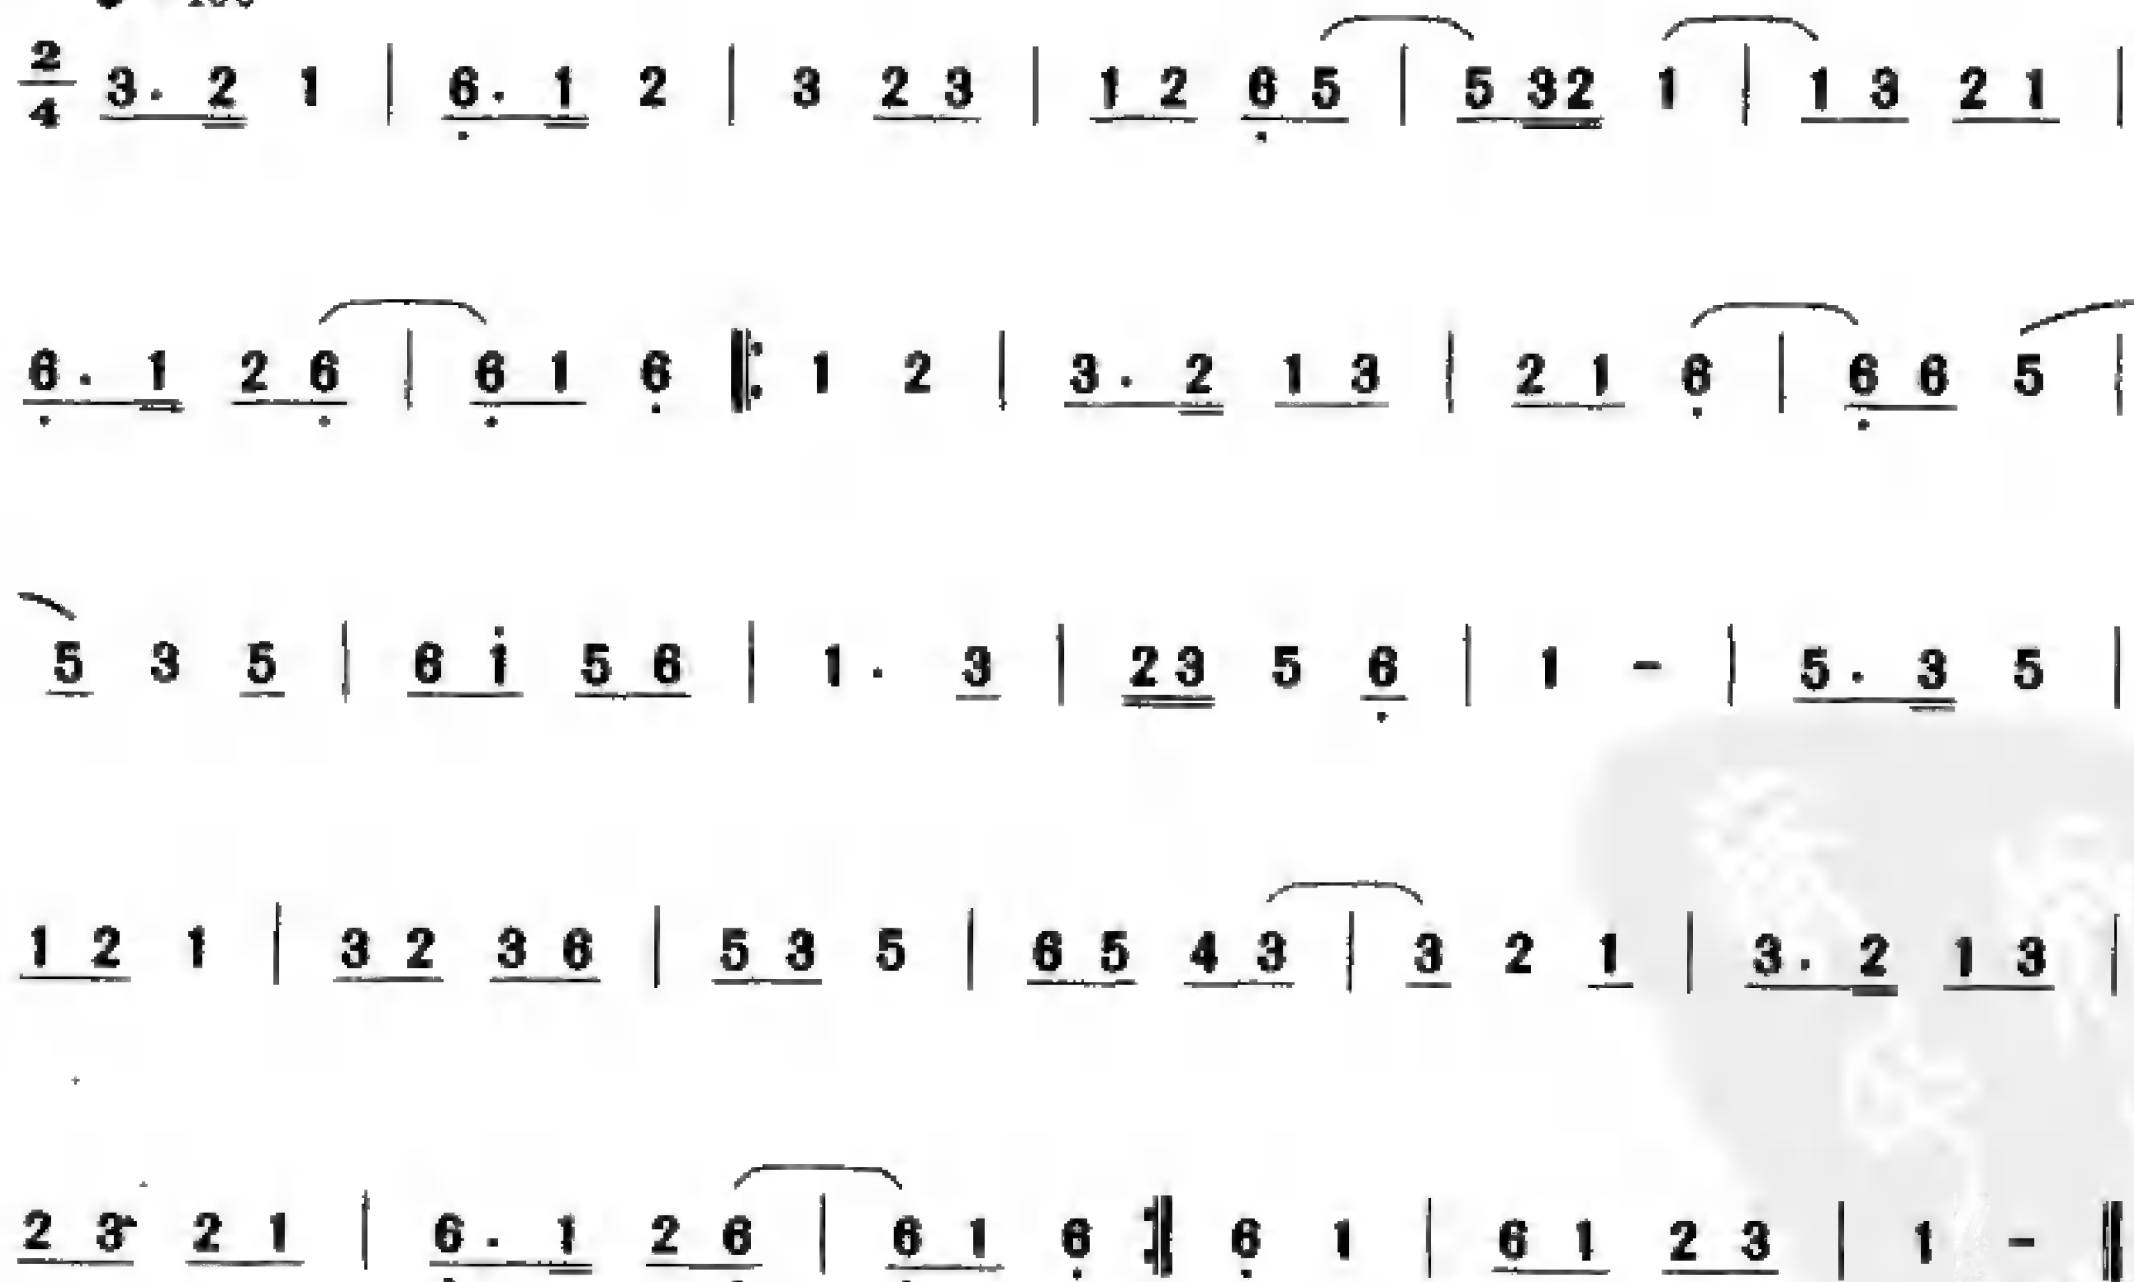 2/4 3. 2 1 | 6. 1 2 | 3 2 3 | 1 2 6 5 | 5 32 1 | 1 3 2 1 |
6. 1 2 6 | 6 1 6 ‖: 1 2 | 3. 2 1 3 | 2 1 6 | 6 6 5 |
5 3 5 | 6 i 5 6 | 1. 3 | 23 5 6 | 1 - | 5. 3 5 |
1 2 1 | 3 2 3 6 | 5 3 5 | 6 5 4 3 | 3 2 1 | 3. 2 1 3 |
2 3 2 1 | 6. 1 2 6 | 6 1 6 :‖ 6 1 | 6 1 2 3 | 1 - ‖